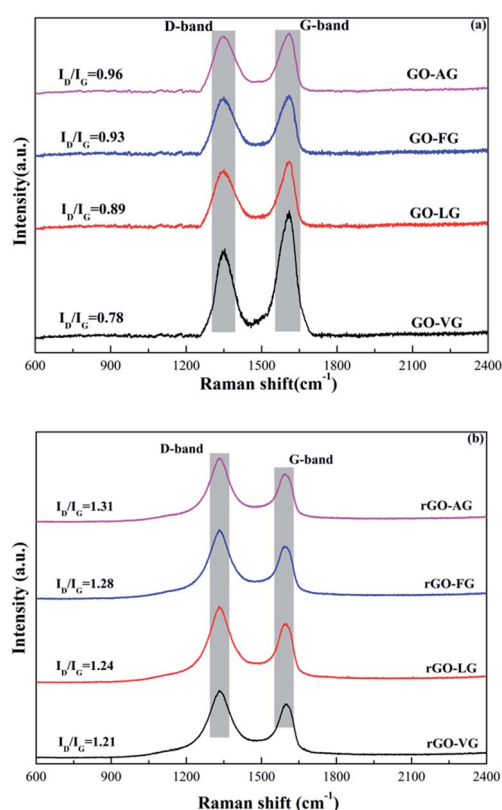 D-band G-band (a)
I_D/I_G=0.96 GO-AG
I_D/I_G=0.93 GO-FG
I_D/I_G=0.89 GO-LG
I_D/I_G=0.78 GO-VG
Intensity(a.u.)
600 900 1200 1500 1800 2100 2400
Raman shift(cm⁻¹)
(b)
D-band G-band
I_D/I_G=1.31 rGO-AG
I_D/I_G=1.28 rGO-FG
I_D/I_G=1.24 rGO-LG
I_D/I_G=1.21 rGO-VG
Intensity (a.u.)
600 900 1200 1500 1800 2100 2400
Raman shift (cm⁻¹)